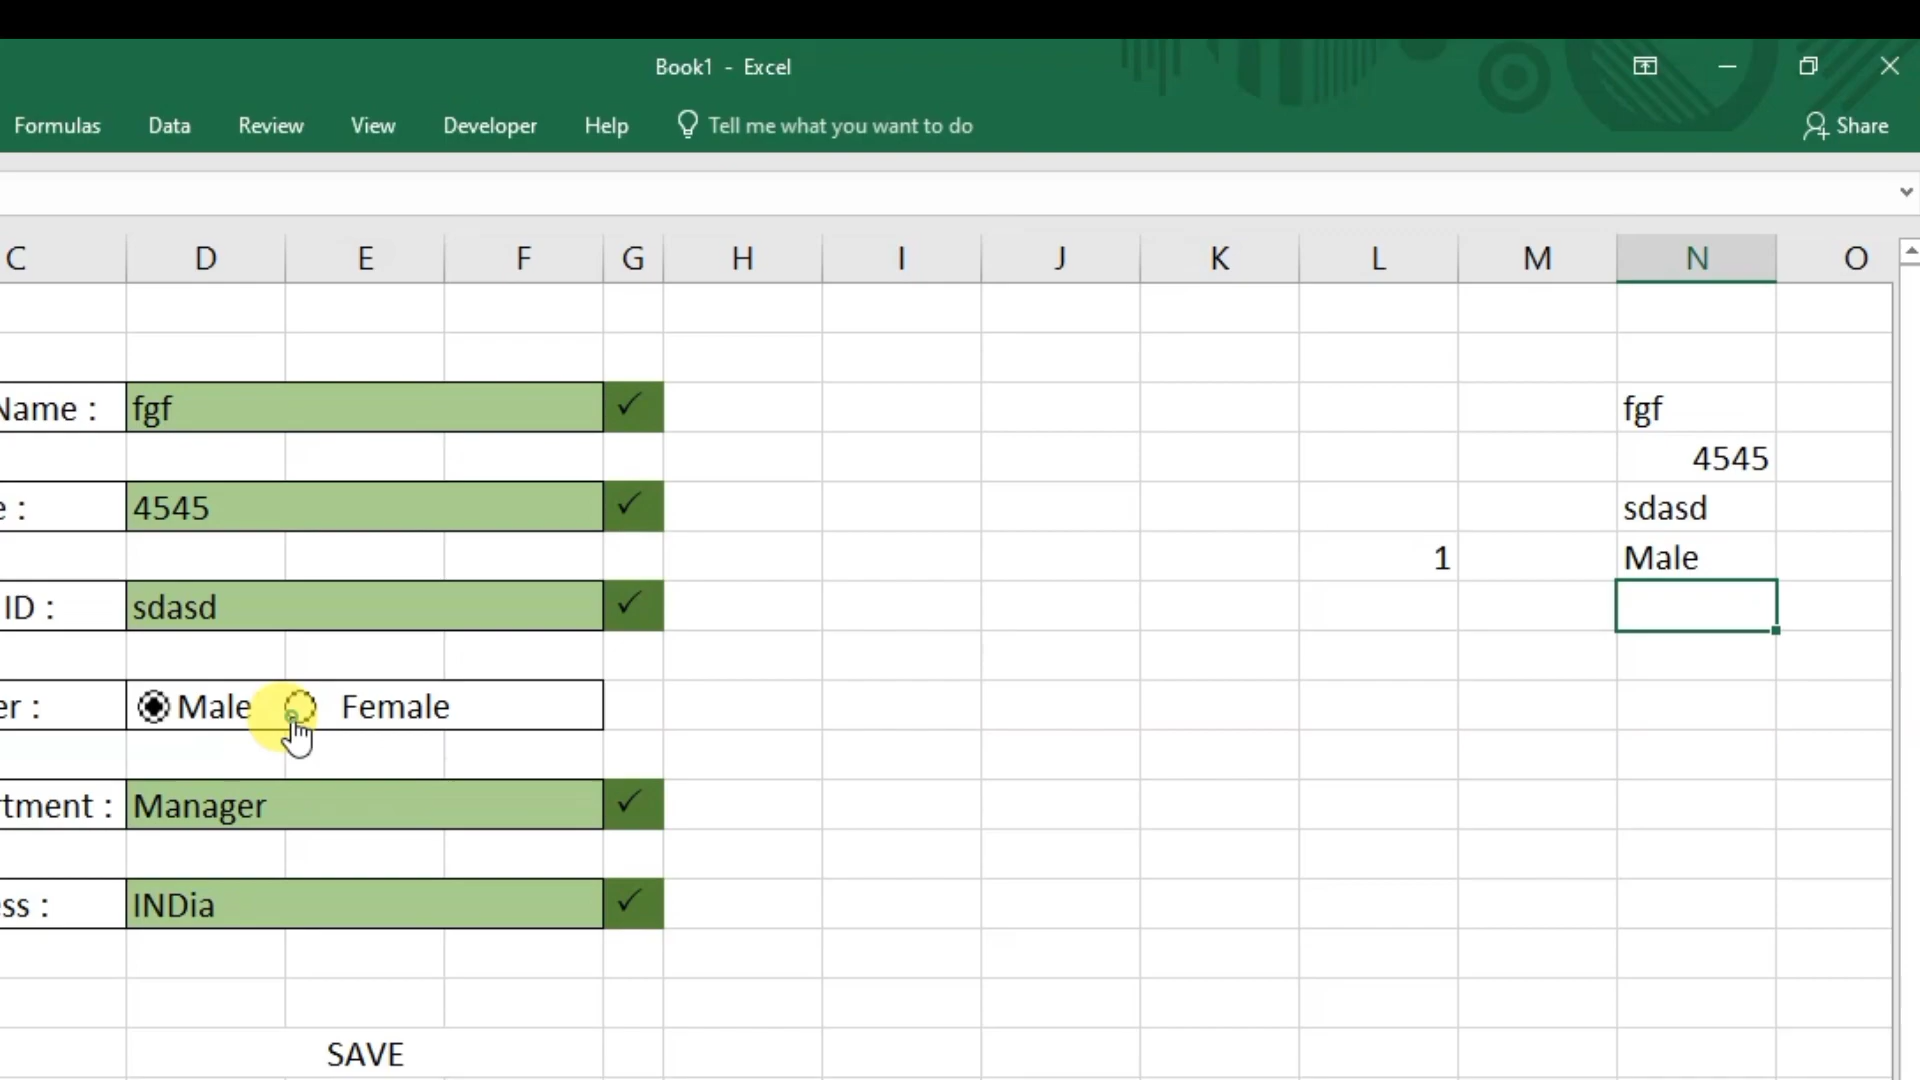 Book1 - Excel
Formulas Data Review View Developer Help Tell me what you want to do Share
C D E F G H I J K L M N O
Name : fgf ✓ fgf
4545
e : 4545 ✓ sdasd
1 Male
ID : sdasd ✓
er : Male Female
tment : Manager ✓
ss : INDia ✓
SAVE